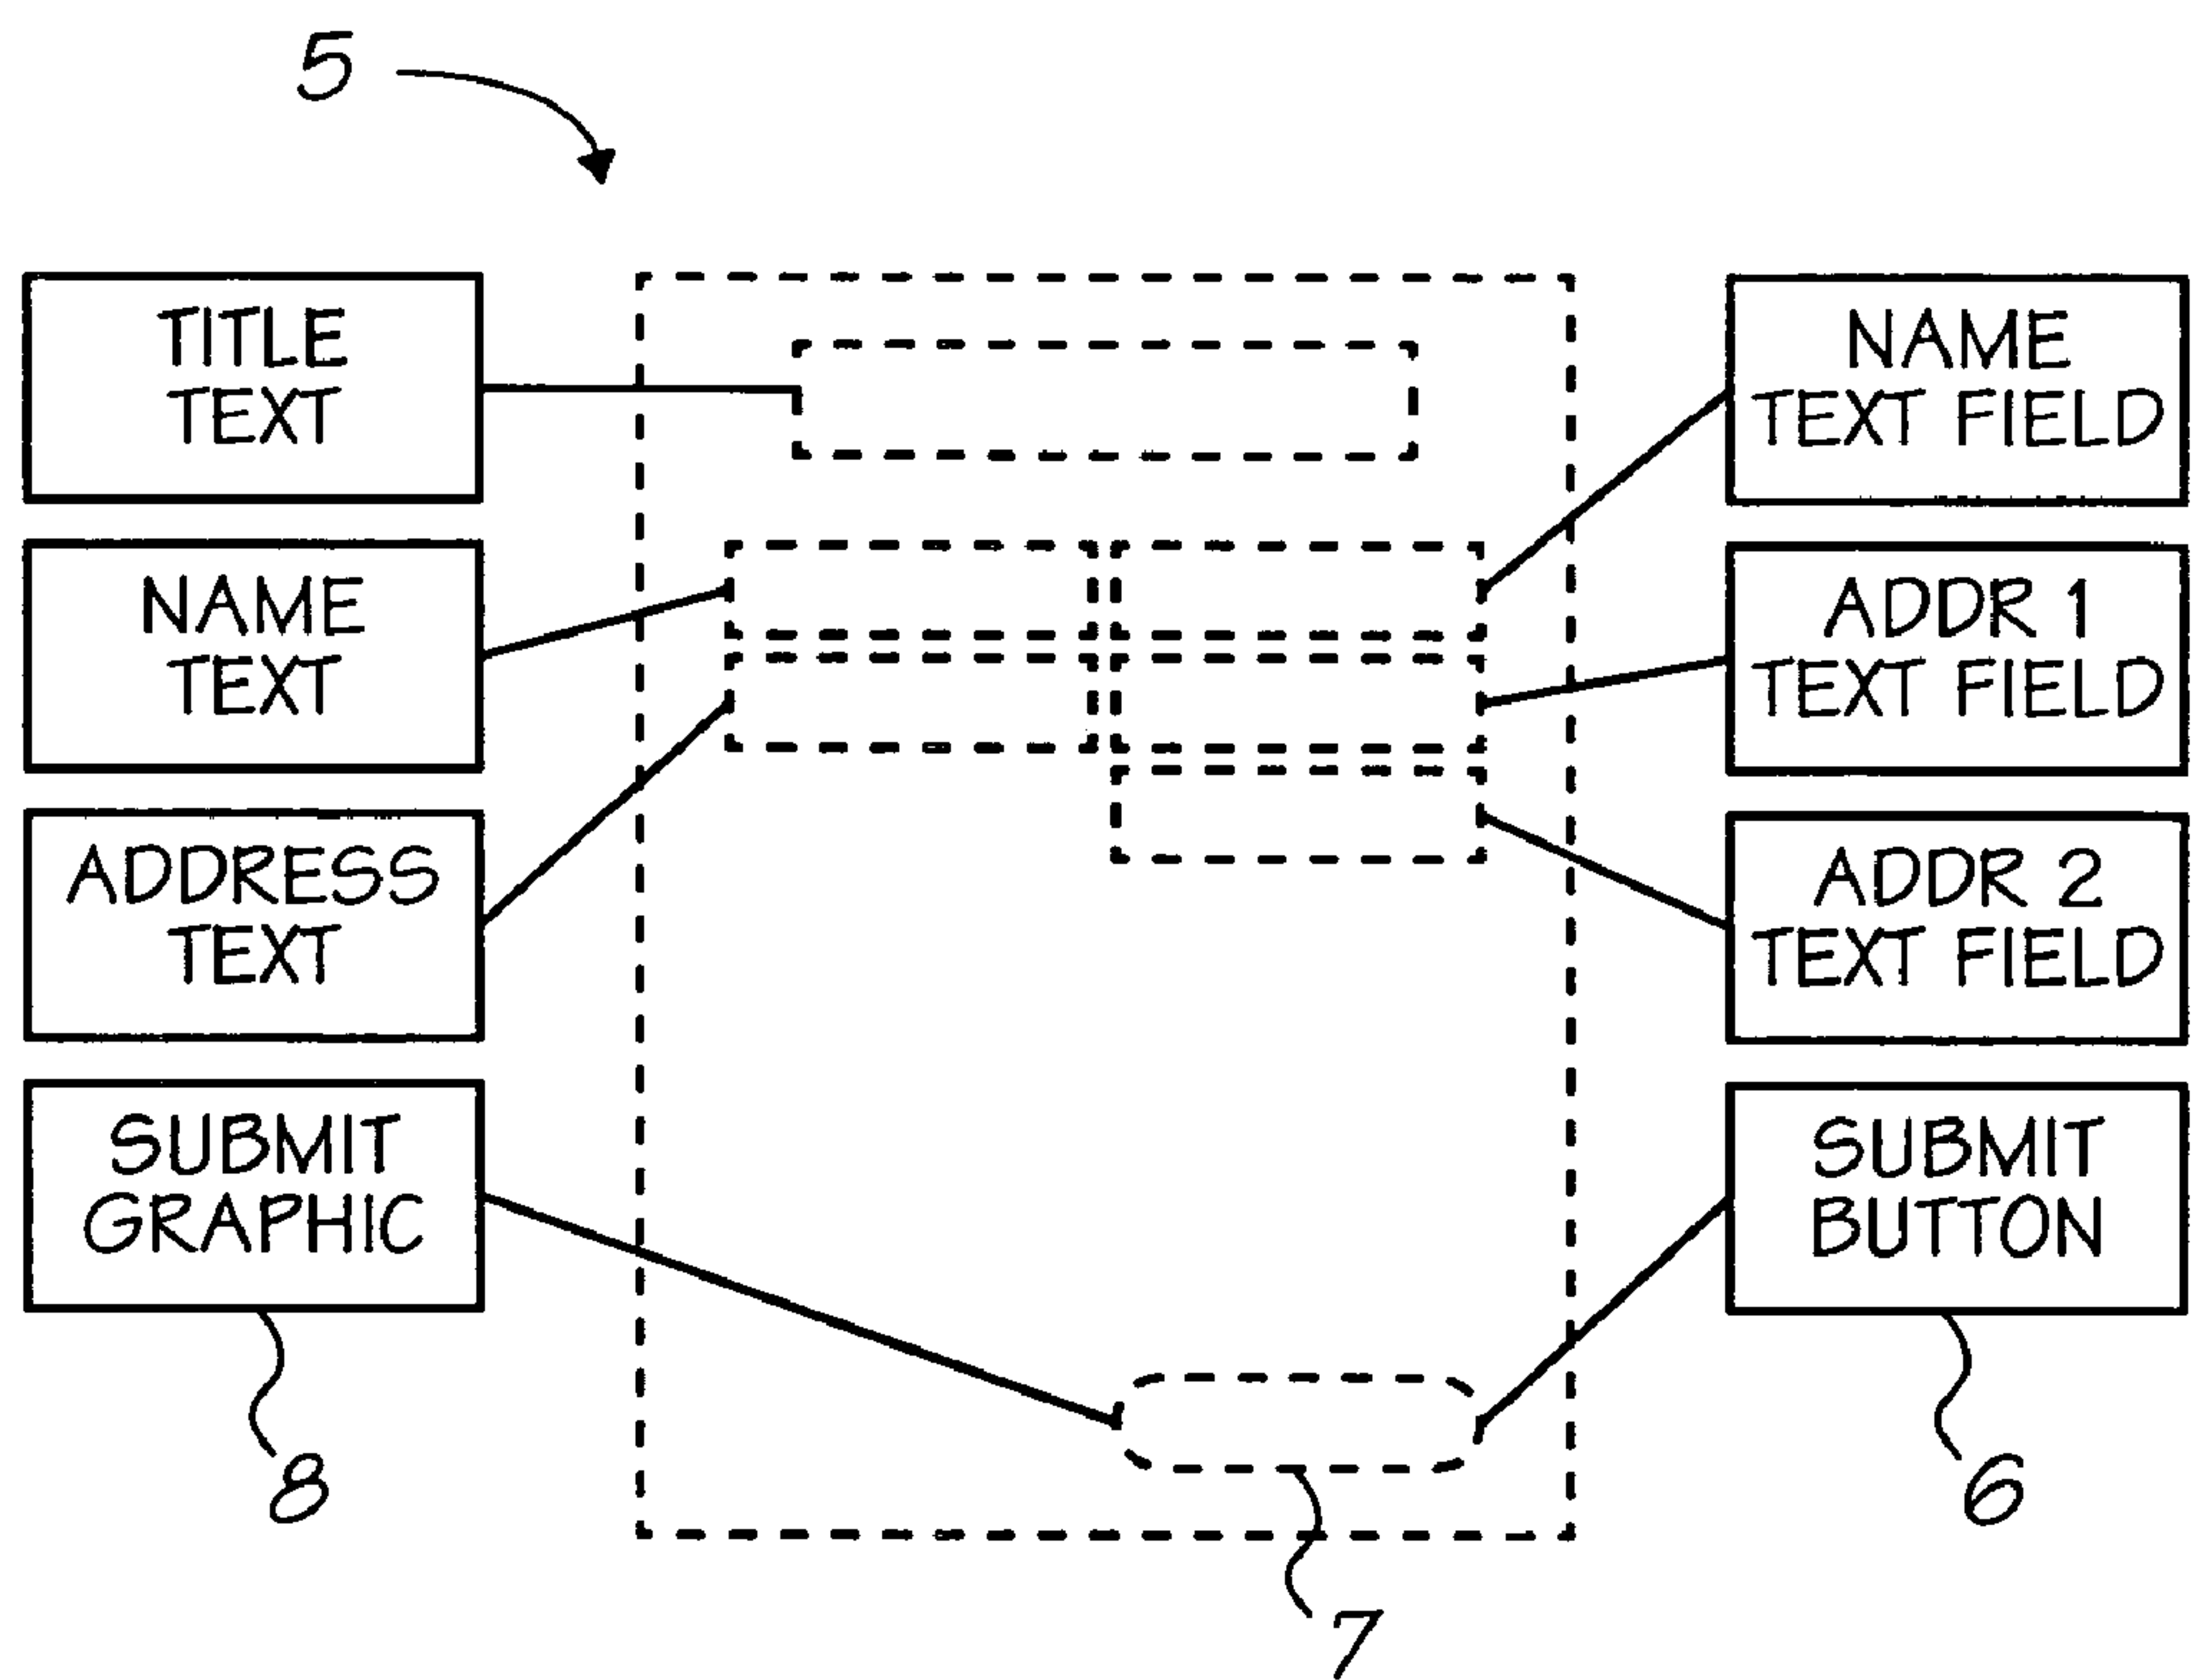 5
TITLE
TEXT
NAME
TEXT
ADDRESS
TEXT
SUBMIT
GRAPHIC
8
NAME
TEXT FIELD
ADDR 1
TEXT FIELD
ADDR 2
TEXT FIELD
SUBMIT
BUTTON
6
7